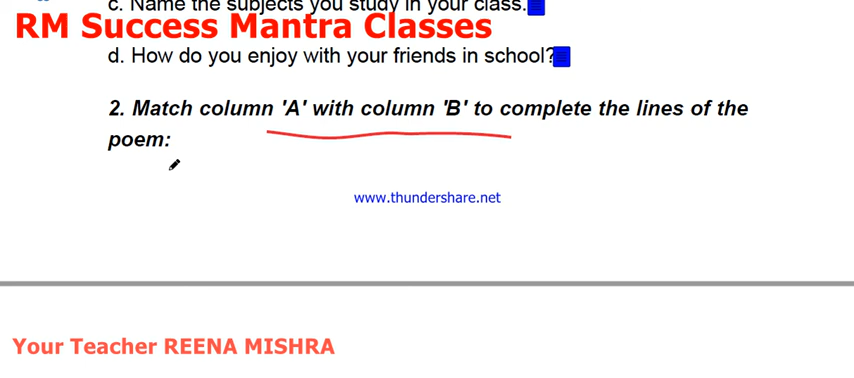 c. Name the subjects you study in your class.
RM Success Mantra Classes
d. How do you enjoy with your friends in school?
2. Match column 'A' with column 'B' to complete the lines of the
poem:
www.thundershare.net
Your Teacher REENA MISHRA